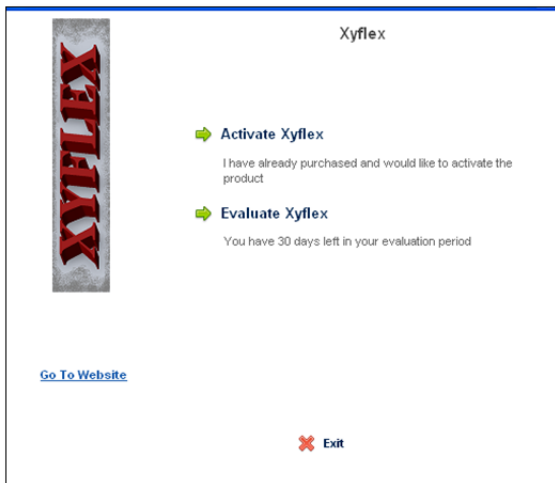 XYFLEX
Xyflex
Activate Xyflex
I have already purchased and would like to activate the
product
Evaluate Xyflex
You have 30 days left in your evaluation period
Go To Website
Exit